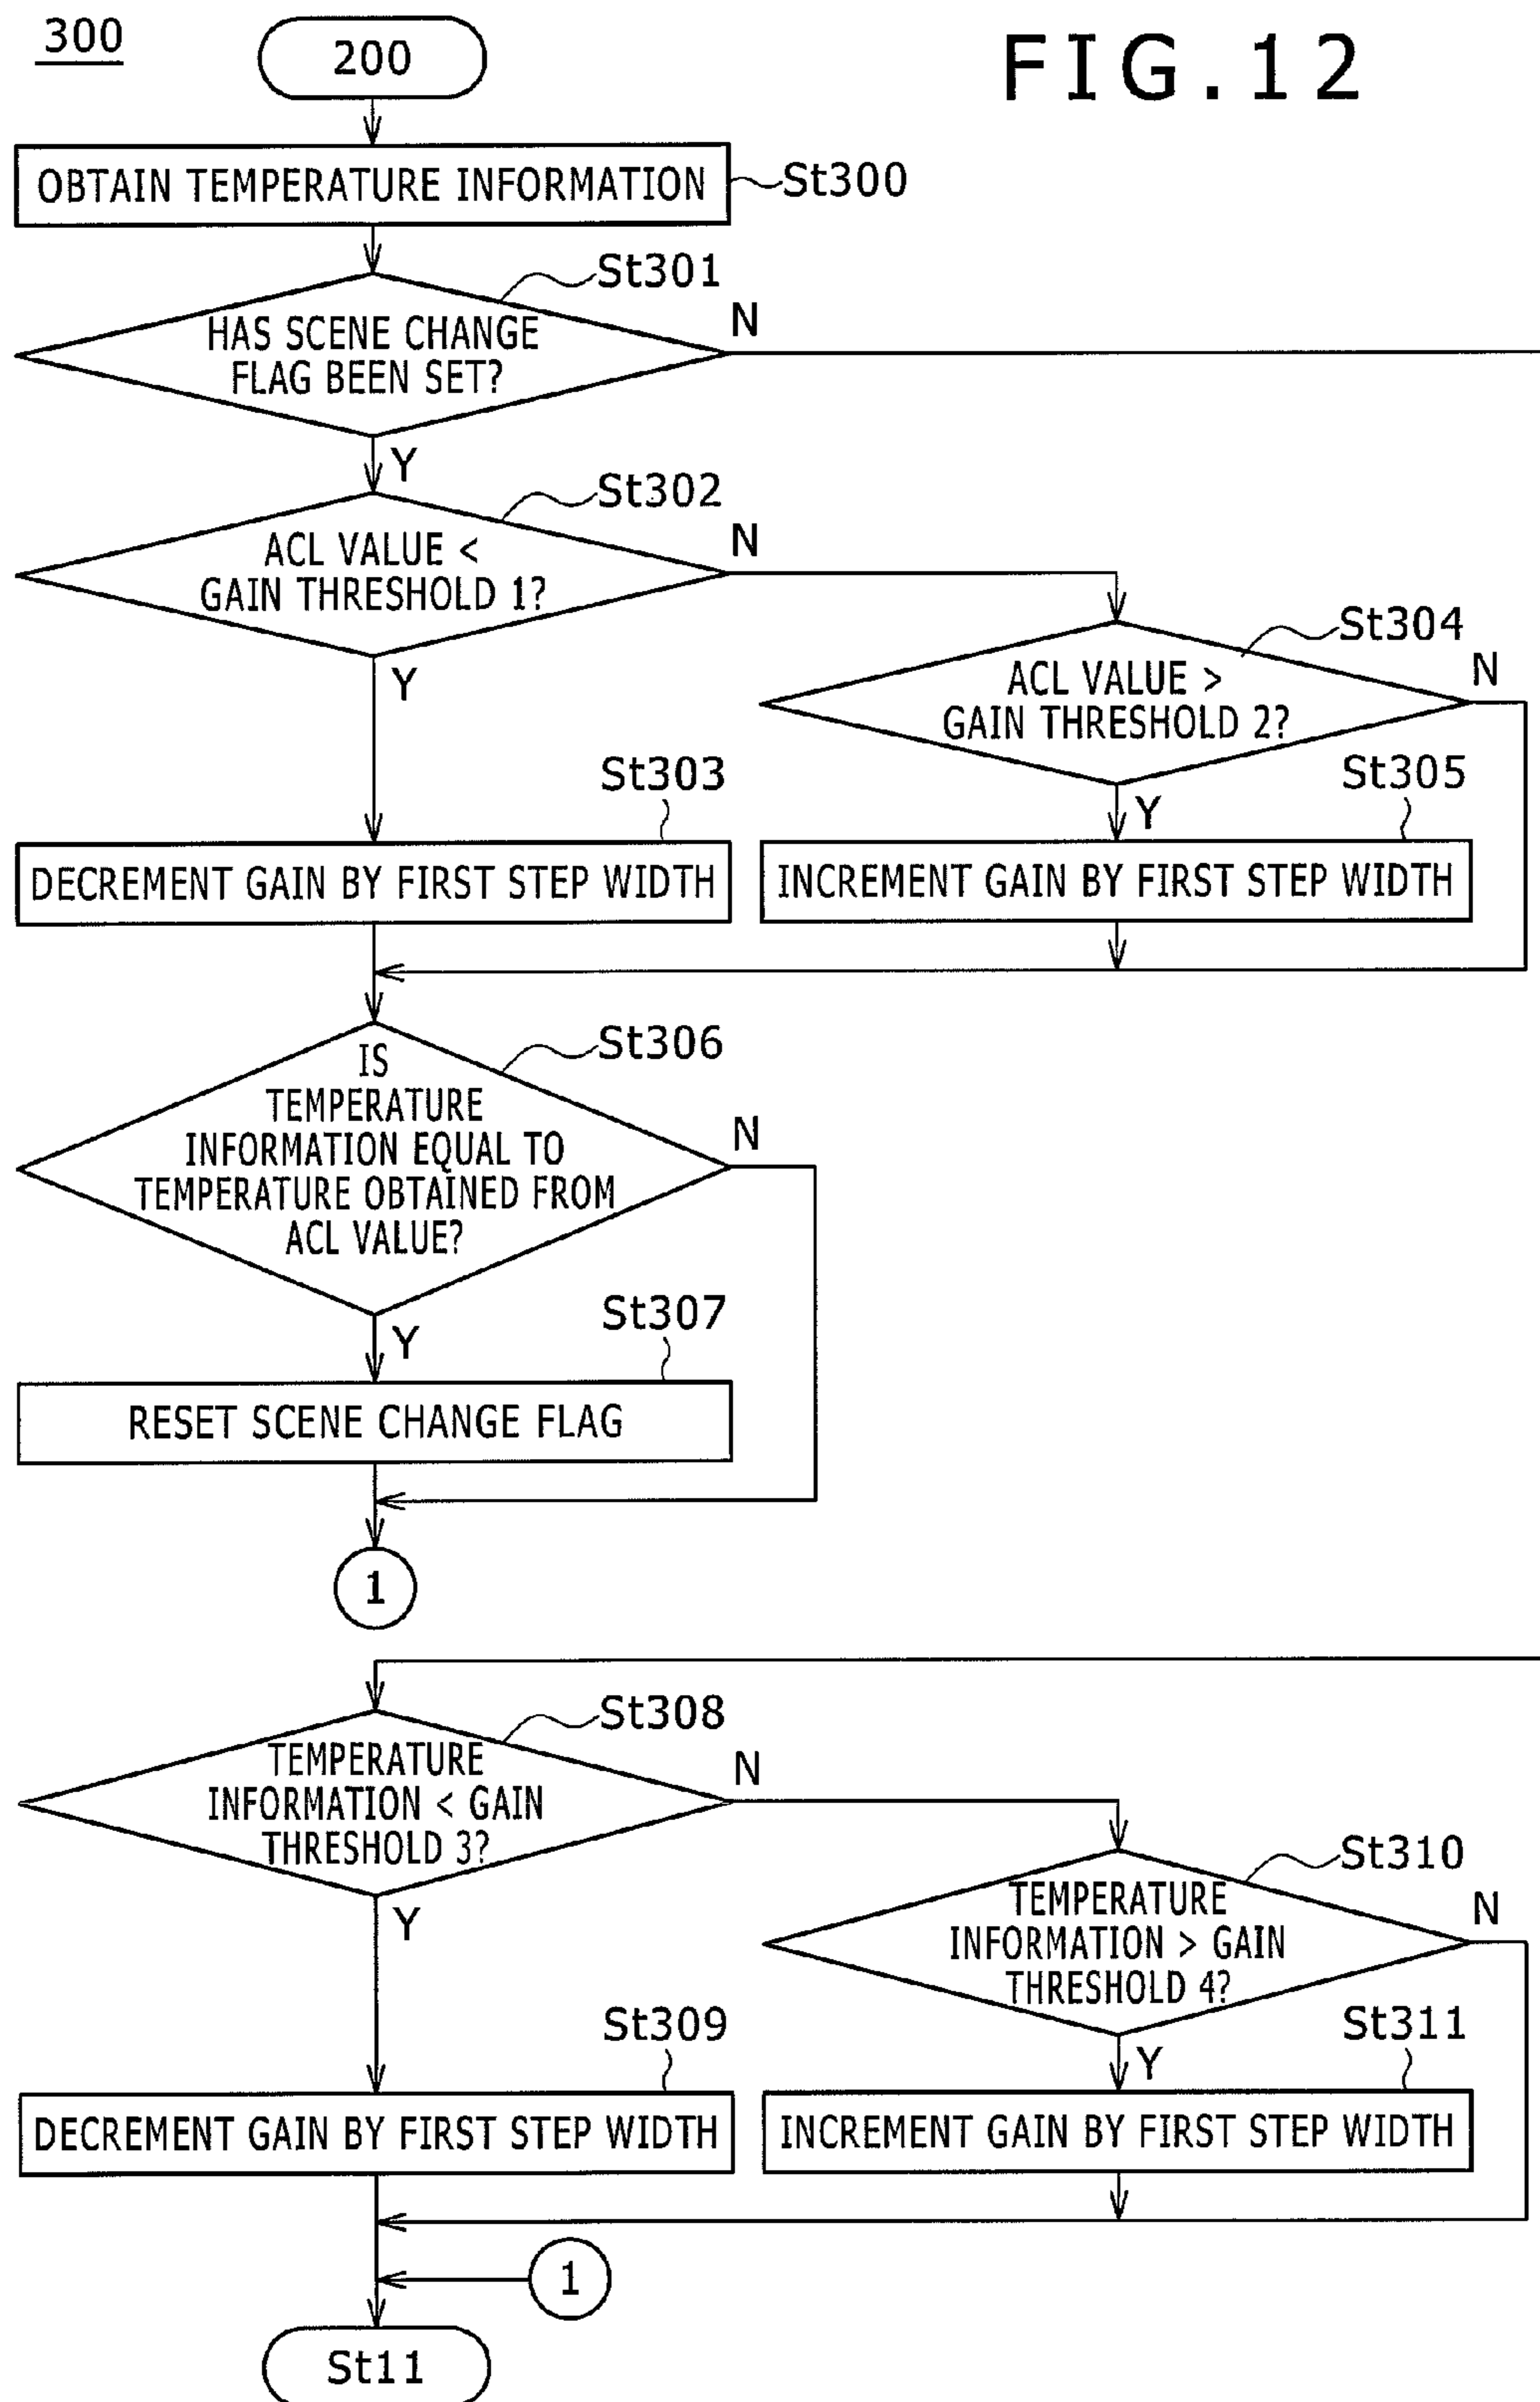 300
200
FIG.12
OBTAIN TEMPERATURE INFORMATION
St300
St301
HAS SCENE CHANGE
FLAG BEEN SET?
N
Y
St302
ACL VALUE <
GAIN THRESHOLD 1?
N
Y
St304
ACL VALUE >
GAIN THRESHOLD 2?
N
Y
St303
DECREMENT GAIN BY FIRST STEP WIDTH
St305
INCREMENT GAIN BY FIRST STEP WIDTH
St306
IS
TEMPERATURE
INFORMATION EQUAL TO
TEMPERATURE OBTAINED FROM
ACL VALUE?
N
Y
St307
RESET SCENE CHANGE FLAG
1
St308
TEMPERATURE
INFORMATION < GAIN
THRESHOLD 3?
N
Y
St310
TEMPERATURE
INFORMATION > GAIN
THRESHOLD 4?
N
Y
St309
DECREMENT GAIN BY FIRST STEP WIDTH
St311
INCREMENT GAIN BY FIRST STEP WIDTH
1
St11